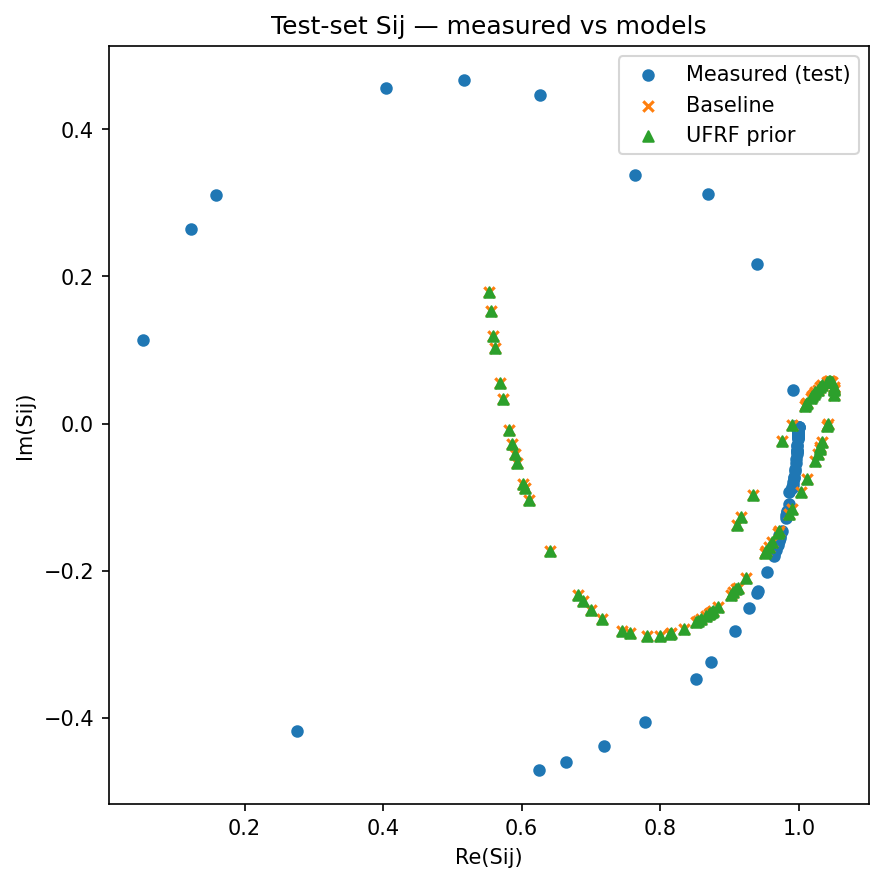 Test-set Sij — measured vs models
Measured (test)
Baseline
UFRF prior
Im(Sij)
0.4
0.2
0.0
−0.2
−0.4
0.2 0.4 0.6 0.8 1.0
Re(Sij)